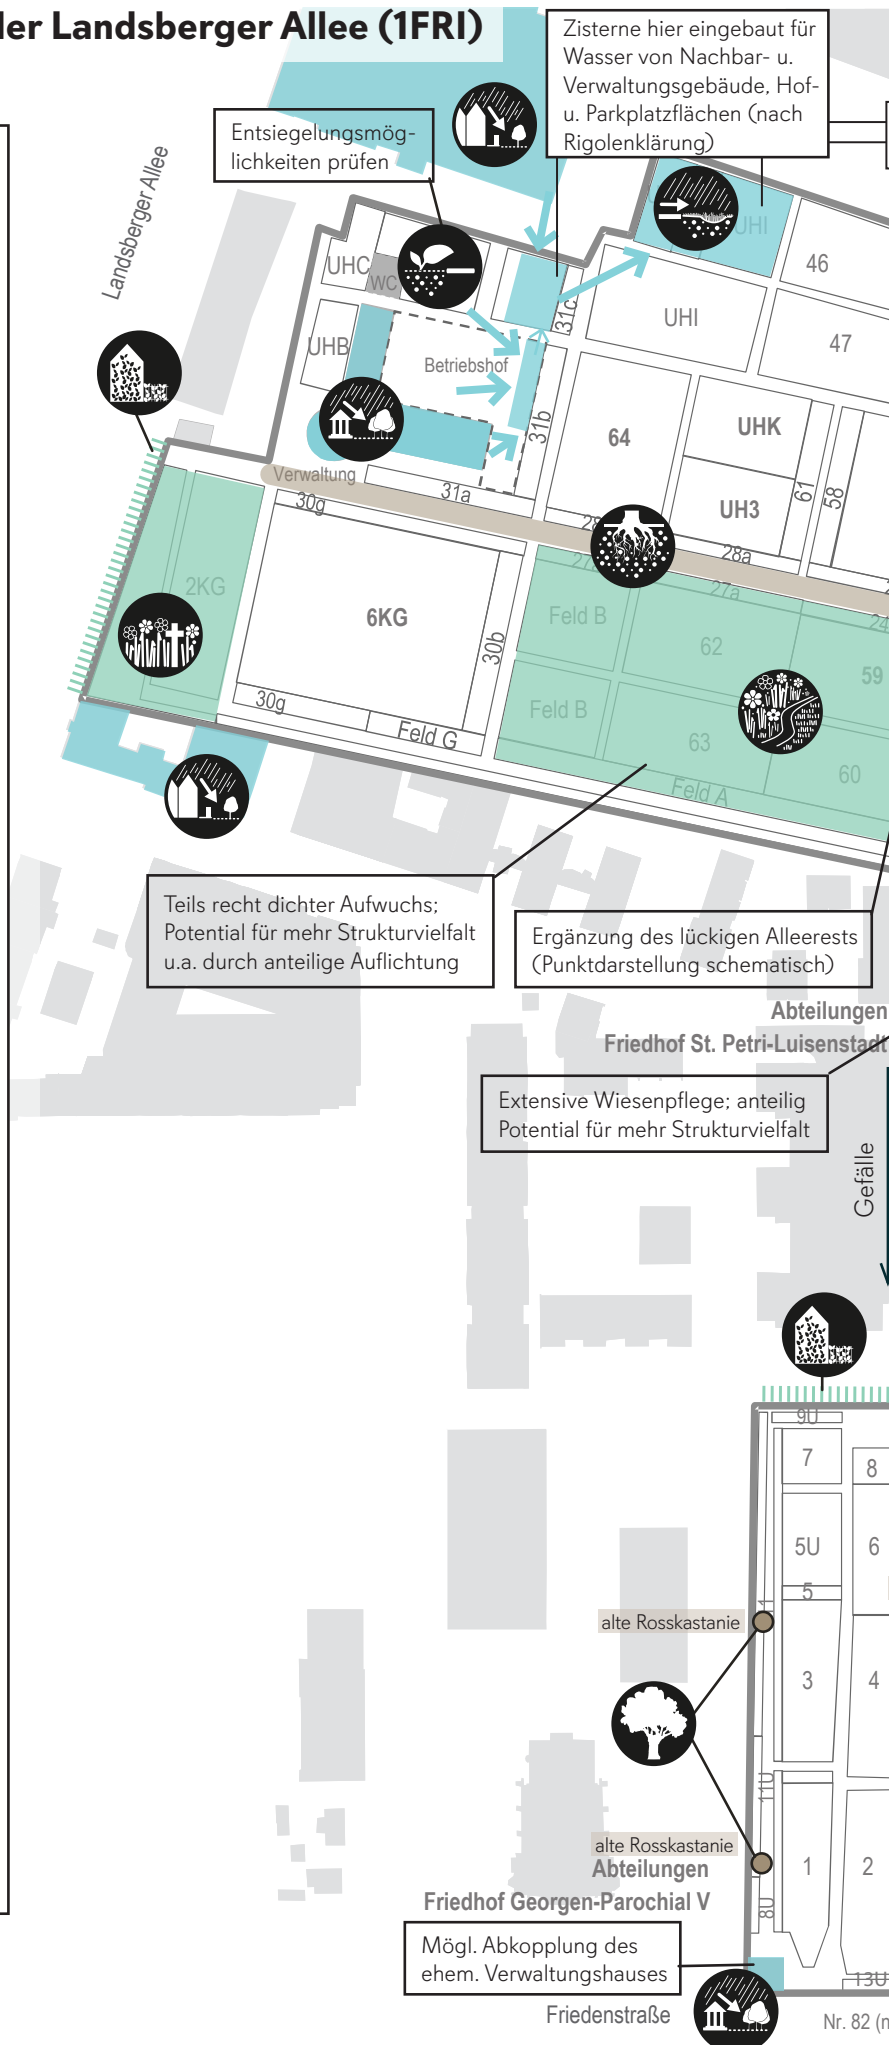 der Landsberger Allee (1FRI)
Zisterne hier eingebaut für
Wasser von Nachbar- u.
Verwaltungsgebäude, Hof-
u. Parkplatzflächen (nach
Rigolenklärung)
Entsiegelungsmög-
lichkeiten prüfen
Landsberger Allee
UHC
WC
UHI
46
31c
UHI
47
UHB
Betriebshof
31b
64
UHK
61
58
UH3
Verwaltung
31a
30g
28a
27a
2KG
6KG
Feld B
62
59
30b
30g
Feld G
Feld B
63
60
Feld A
Teils recht dichter Aufwuchs;
Potential für mehr Strukturvielfalt
u.a. durch anteilige Auflichtung
Ergänzung des lückigen Alleerests
(Punktdarstellung schematisch)
Abteilungen
Friedhof St. Petri-Luisenstadt
Extensive Wiesenpflege; anteilig
Potential für mehr Strukturvielfalt
Gefälle
9U
7
8
5U
6
5
alte Rosskastanie
3
4
11U
alte Rosskastanie
Abteilungen
1
2
Friedhof Georgen-Parochial V
8U
Mögl. Abkopplung des
ehem. Verwaltungshauses
13U
Friedenstraße
Nr. 82